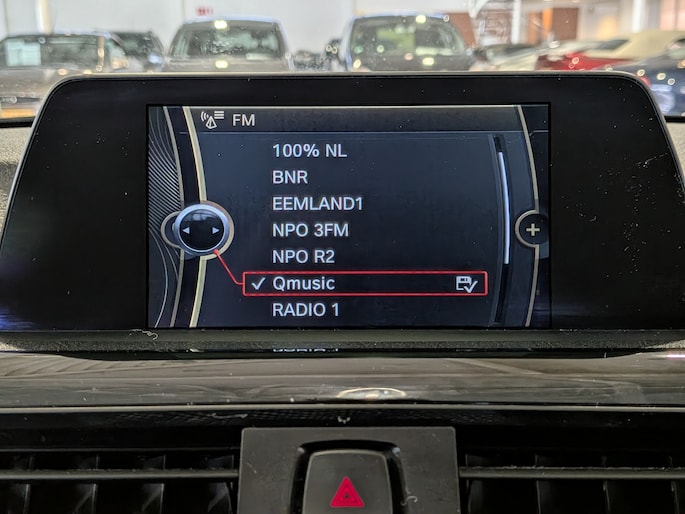 FM
100% NL
BNR
EEMLAND1
NPO 3FM
NPO R2
Qmusic
RADIO 1